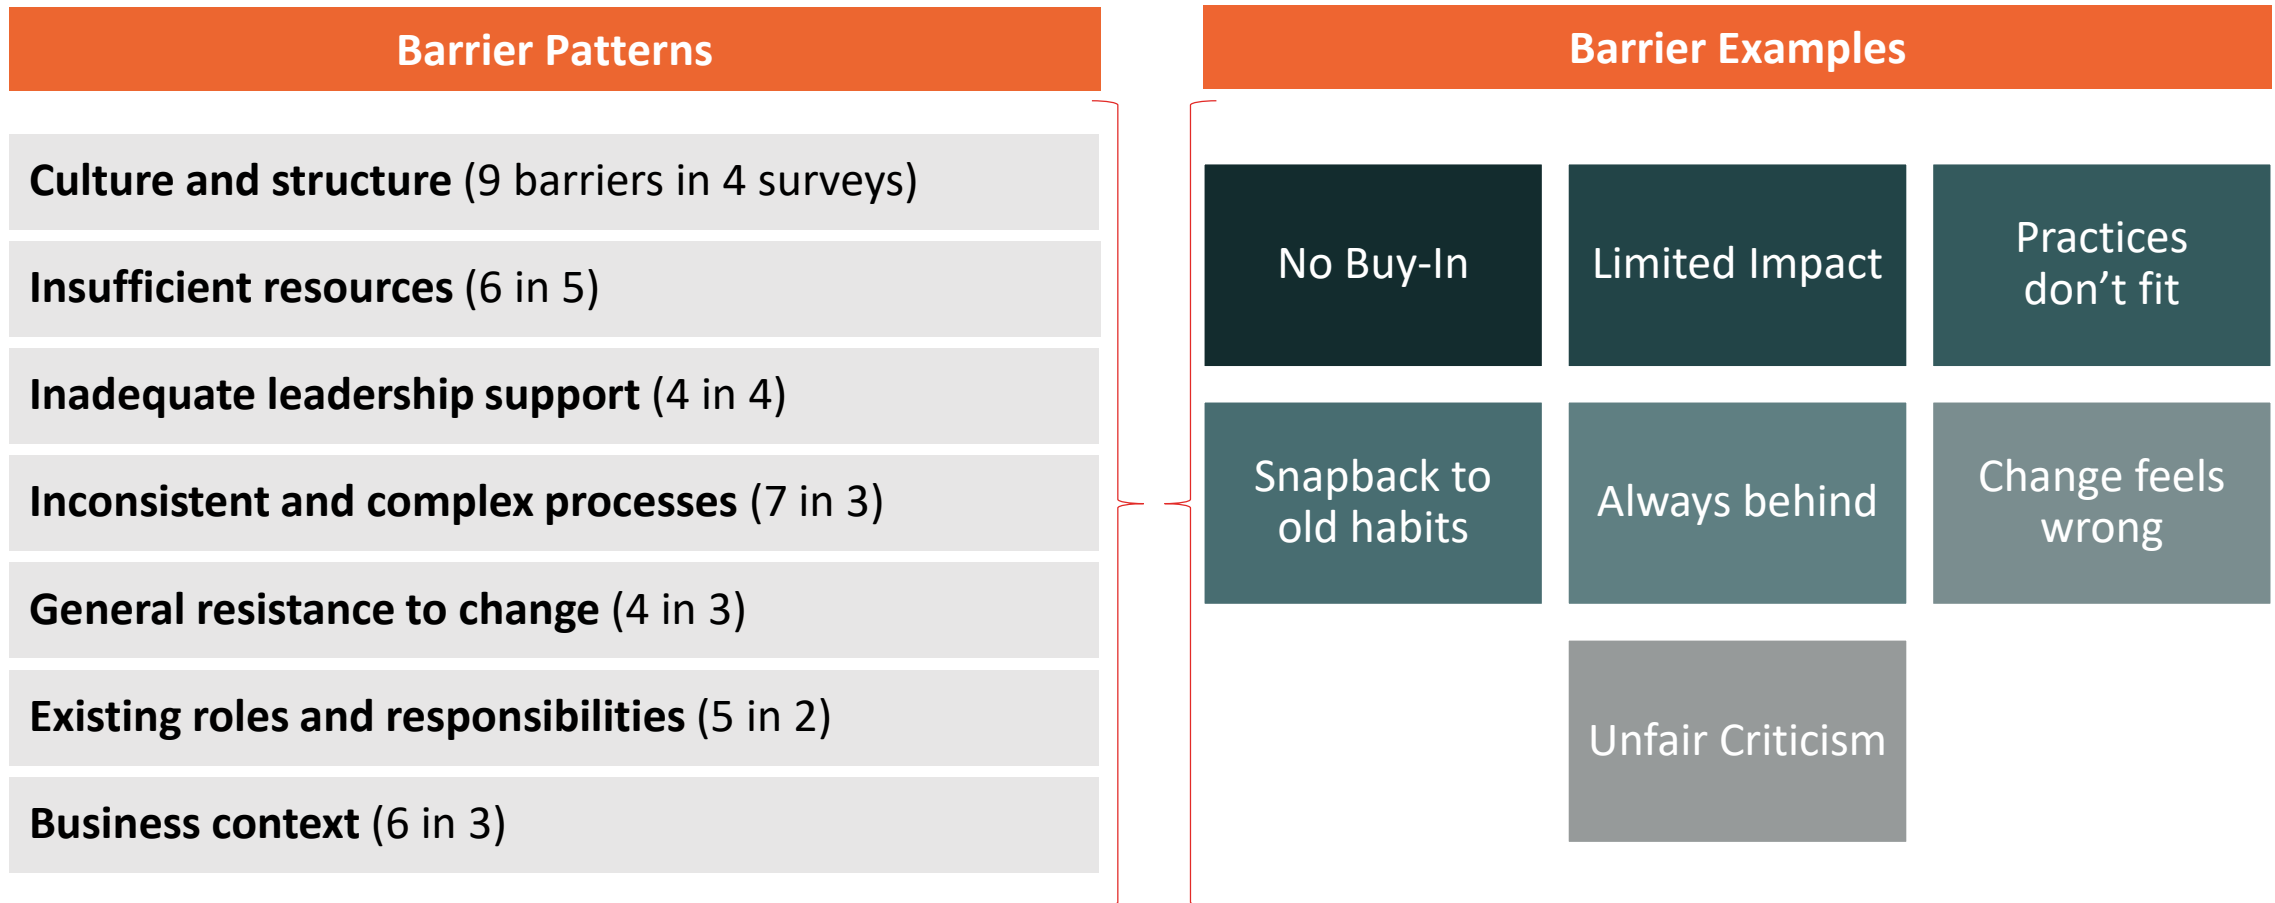 Barrier Patterns
Culture and structure (9 barriers in 4 surveys)
Insufficient resources (6 in 5)
Inadequate leadership support (4 in 4)
Inconsistent and complex processes (7 in 3)
General resistance to change (4 in 3)
Existing roles and responsibilities (5 in 2)
Business context (6 in 3)
Barrier Examples
No Buy-In
Limited Impact
Practices
don’t fit
Snapback to
old habits
Always behind
Change feels
wrong
Unfair Criticism